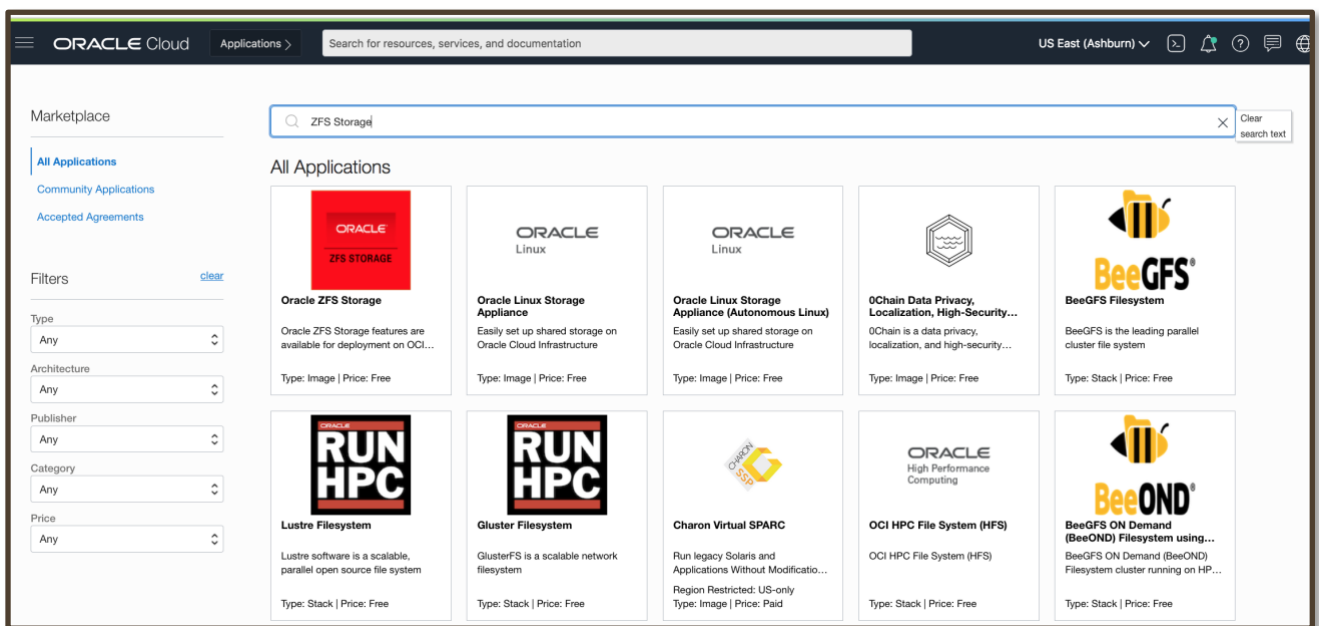 ORACLE Cloud
Applications >
Search for resources, services, and documentation
US East (Ashburn)
Marketplace
All Applications
Community Applications
Accepted Agreements
Filters
clear
Type
Any
Architecture
Any
Publisher
Any
Category
Any
Price
Any
ZFS Storage
Clear
search text
All Applications
ORACLE
ZFS STORAGE
Oracle ZFS Storage
Oracle ZFS Storage features are
available for deployment on OCI...
Type: Image | Price: Free
ORACLE
Linux
Oracle Linux Storage
Appliance
Easily set up shared storage on
Oracle Cloud Infrastructure
Type: Image | Price: Free
ORACLE
Linux
Oracle Linux Storage
Appliance (Autonomous Linux)
Easily set up shared storage on
Oracle Cloud Infrastructure
Type: Image | Price: Free
0Chain Data Privacy,
Localization, High-Security...
0Chain is a data privacy,
localization, and high-security...
Type: Image | Price: Free
BeeGFS®
BeeGFS Filesystem
BeeGFS is the leading parallel
cluster file system
Type: Stack | Price: Free
ORACLE
RUN
HPC
Lustre Filesystem
Lustre software is a scalable,
parallel open source file system
Type: Stack | Price: Free
ORACLE
RUN
HPC
Gluster Filesystem
GlusterFS is a scalable network
filesystem
Type: Stack | Price: Free
CHARON
SSP
Charon Virtual SPARC
Run legacy Solaris and
Applications Without Modificatio...
Region Restricted: US-only
Type: Image | Price: Paid
ORACLE
High Performance
Computing
OCI HPC File System (HFS)
OCI HPC File System (HFS)
Type: Stack | Price: Free
BeeOND®
BeeGFS ON Demand
(BeeOND) Filesystem using...
BeeGFS ON Demand (BeeOND)
Filesystem cluster running on HP...
Type: Stack | Price: Free